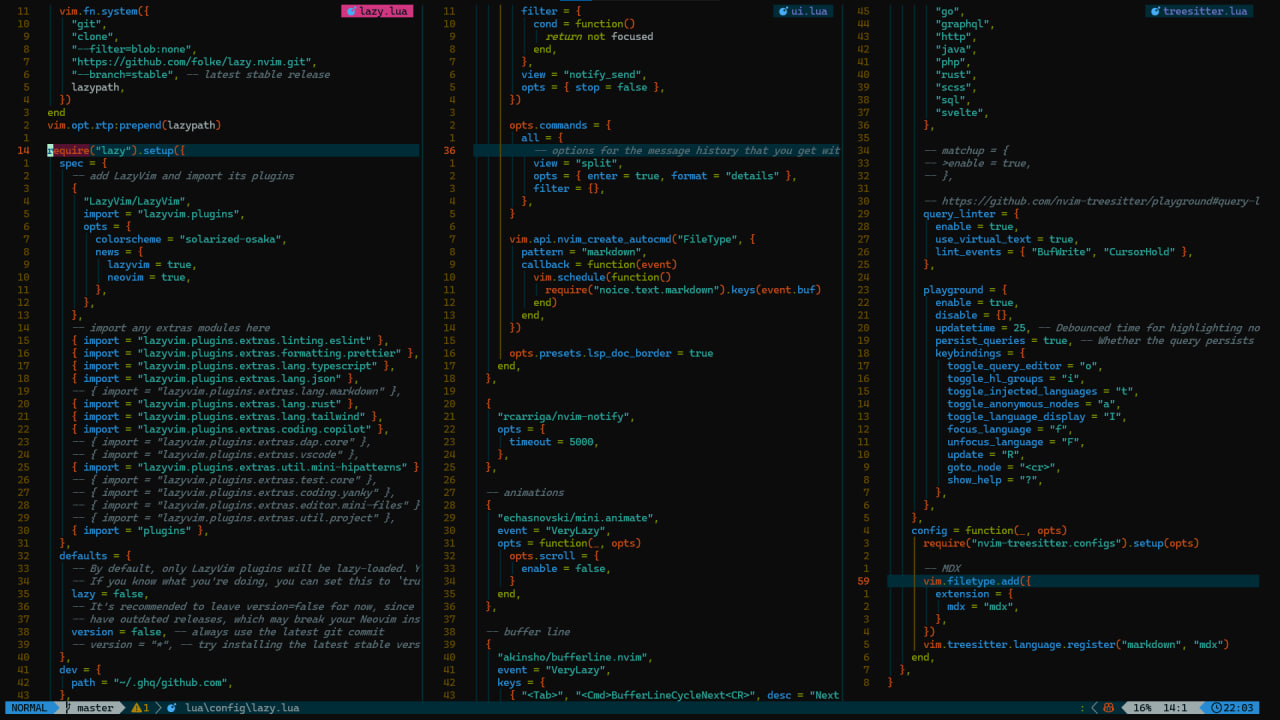 lazy.lua
11 vim.fn.system({
10 "git",
9 "clone",
8 "--filter=blob:none",
7 "https://github.com/folke/lazy.nvim.git",
6 "--branch=stable", -- latest stable release
5 lazypath,
4 })
3 end
2 vim.opt.rtp:prepend(lazypath)
1
14 require("lazy").setup({
1 spec = {
2 -- add LazyVim and import its plugins
3 {
4 "LazyVim/LazyVim",
5 import = "lazyvim.plugins",
6 opts = {
7 colorscheme = "solarized-osaka",
8 news = {
9 lazyvim = true,
10 neovim = true,
11 },
12 },
13 },
14 -- import any extras modules here
15 { import = "lazyvim.plugins.extras.linting.eslint" },
16 { import = "lazyvim.plugins.extras.formatting.prettier" },
17 { import = "lazyvim.plugins.extras.lang.typescript" },
18 { import = "lazyvim.plugins.extras.lang.json" },
19 -- { import = "lazyvim.plugins.extras.lang.markdown" },
20 { import = "lazyvim.plugins.extras.lang.rust" },
21 { import = "lazyvim.plugins.extras.lang.tailwind" },
22 { import = "lazyvim.plugins.extras.coding.copilot" },
23 -- { import = "lazyvim.plugins.extras.dap.core" },
24 -- { import = "lazyvim.plugins.extras.vscode" },
25 { import = "lazyvim.plugins.extras.util.mini-hipatterns" }
26 -- { import = "lazyvim.plugins.extras.test.core" },
27 -- { import = "lazyvim.plugins.extras.coding.yanky" },
28 -- { import = "lazyvim.plugins.extras.editor.mini-files" }
29 -- { import = "lazyvim.plugins.extras.util.project" },
30 { import = "plugins" },
31 },
32 defaults = {
33 -- By default, only LazyVim plugins will be lazy-loaded. Y
34 -- If you know what you're doing, you can set this to `tru
35 lazy = false,
36 -- It's recommended to leave version=false for now, since
37 -- have outdated releases, which may break your Neovim ins
38 version = false, -- always use the latest git commit
39 -- version = "*", -- try installing the latest stable vers
40 },
41 dev = {
42 path = "~/.ghq/github.com",
43 },
ui.lua
11 filter = {
10 cond = function()
9 return not focused
8 end,
7 },
6 view = "notify_send",
5 opts = { stop = false },
4 })
3
2 opts.commands = {
1 all = {
36 -- options for the message history that you get wit
1 view = "split",
2 opts = { enter = true, format = "details" },
3 filter = {},
4 },
5 }
6
7 vim.api.nvim_create_autocmd("FileType", {
8 pattern = "markdown",
9 callback = function(event)
10 vim.schedule(function()
11 require("noice.text.markdown").keys(event.buf)
12 end)
13 end,
14 })
15
16 opts.presets.lsp_doc_border = true
17 end,
18 },
19
20 {
21 "rcarriga/nvim-notify",
22 opts = {
23 timeout = 5000,
24 },
25 },
26
27 -- animations
28 {
29 "echasnovski/mini.animate",
30 event = "VeryLazy",
31 opts = function(_, opts)
32 opts.scroll = {
33 enable = false,
34 }
35 end,
36 },
37
38 -- buffer line
39 {
40 "akinsho/bufferline.nvim",
41 event = "VeryLazy",
42 keys = {
43 { "<Tab>", "<Cmd>BufferLineCycleNext<CR>", desc = "Next
treesitter.lua
45 "go",
44 "graphql",
43 "http",
42 "java",
41 "php",
40 "rust",
39 "scss",
38 "sql",
37 "svelte",
36 },
35
34 -- matchup = {
33 -- >enable = true,
32 -- },
31
30 -- https://github.com/nvim-treesitter/playground#query-l
29 query_linter = {
28 enable = true,
27 use_virtual_text = true,
26 lint_events = { "BufWrite", "CursorHold" },
25 },
24
23 playground = {
22 enable = true,
21 disable = {},
20 updatetime = 25, -- Debounced time for highlighting no
19 persist_queries = true, -- Whether the query persists
18 keybindings = {
17 toggle_query_editor = "o",
16 toggle_hl_groups = "i",
15 toggle_injected_languages = "t",
14 toggle_anonymous_nodes = "a",
13 toggle_language_display = "I",
12 focus_language = "f",
11 unfocus_language = "F",
10 update = "R",
9 goto_node = "<cr>",
8 show_help = "?",
7 },
6 },
5 },
4 config = function(_, opts)
3 require("nvim-treesitter.configs").setup(opts)
2
1 -- MDX
59 vim.filetype.add({
1 extension = {
2 mdx = "mdx",
3 },
4 })
5 vim.treesitter.language.register("markdown", "mdx")
6 end,
7 },
8 }
NORMAL master 1 lua\config\lazy.lua : 16% 14:1 22:03